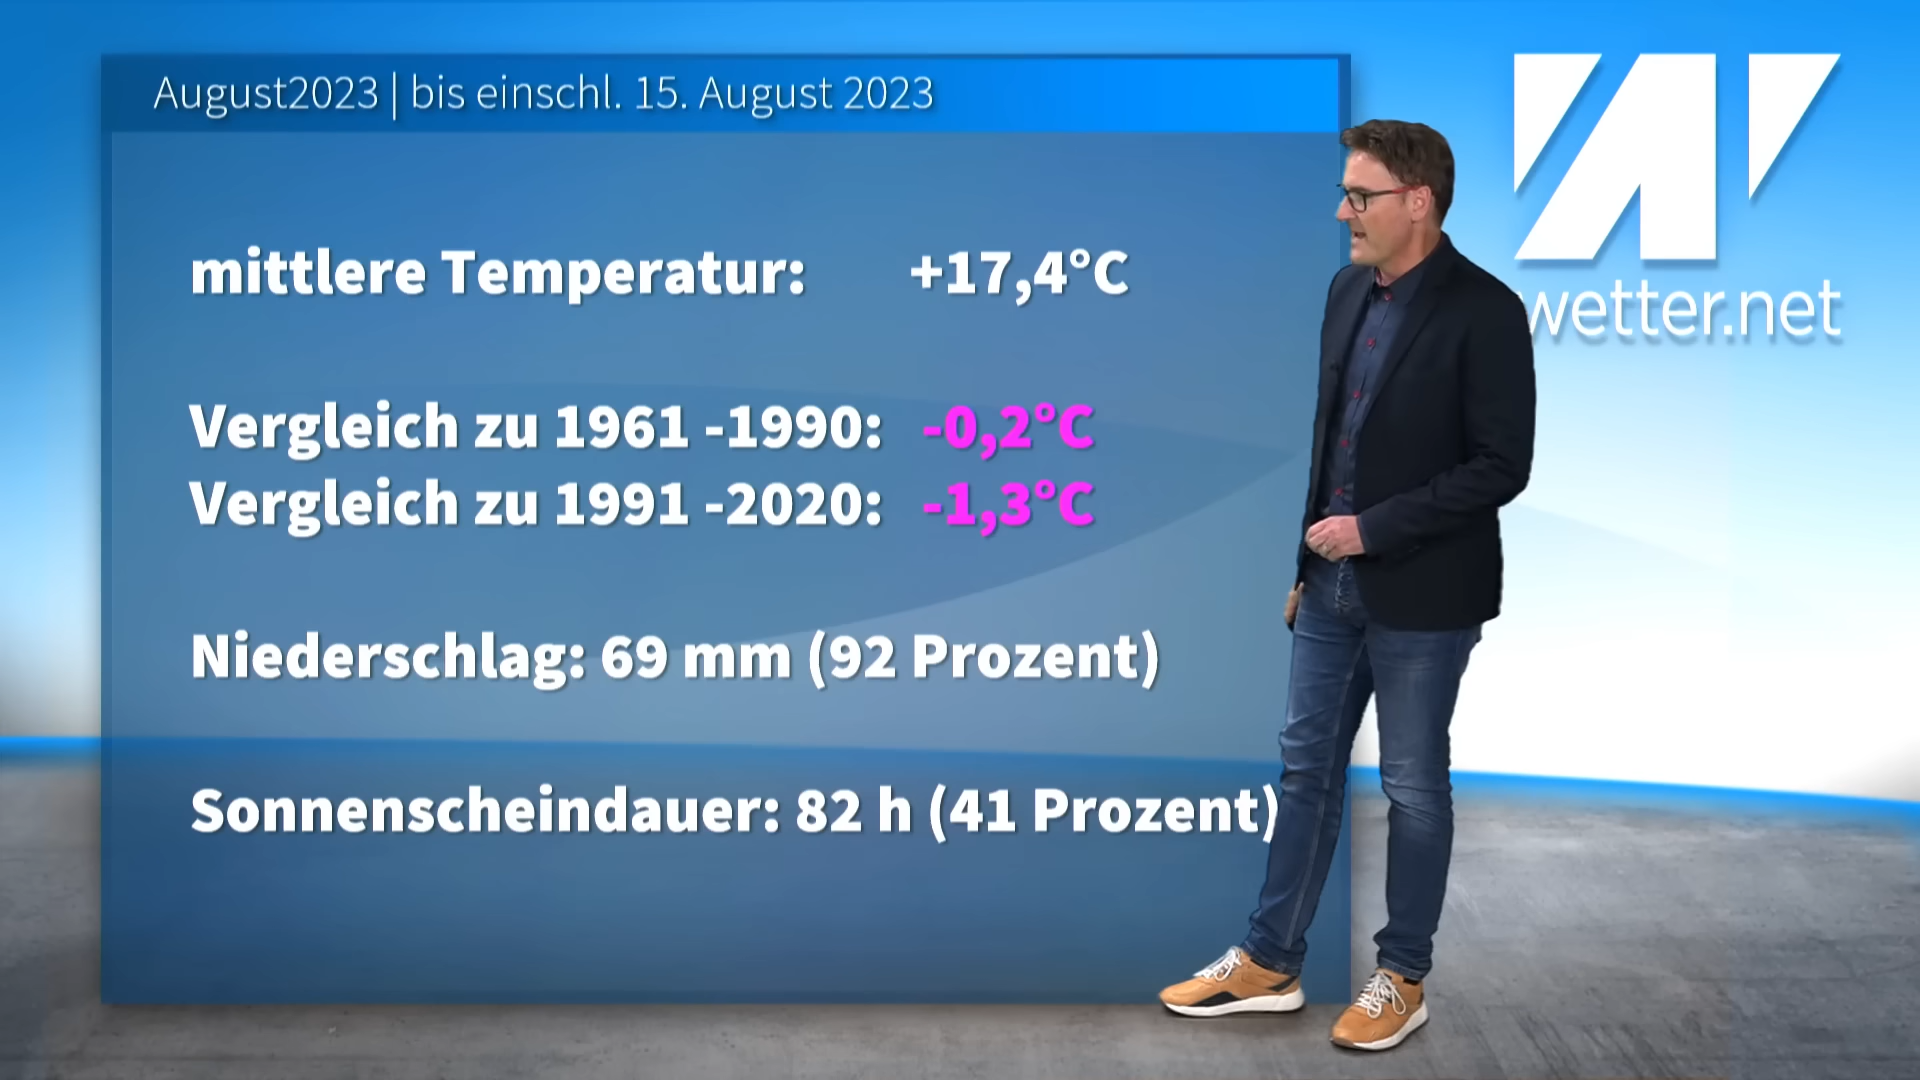 August2023 | bis einschl. 15. August 2023
mittlere Temperatur: +17,4°C
Vergleich zu 1961 -1990: -0,2°C
Vergleich zu 1991 -2020: -1,3°C
Niederschlag: 69 mm (92 Prozent)
Sonnenscheindauer: 82 h (41 Prozent)
wetter.net